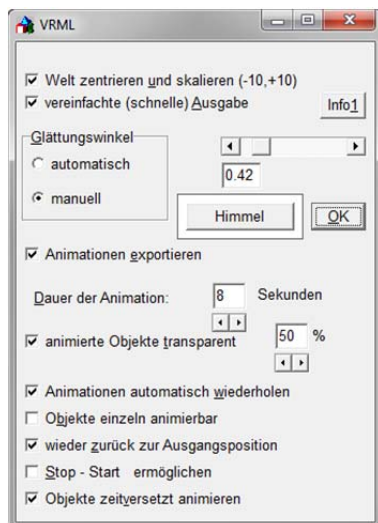 VRML
Welt zentrieren und skalieren (-10,+10)
vereinfachte (schnelle) Ausgabe
Info1
Glättungswinkel
automatisch
0.42
manuell
Himmel
OK
Animationen exportieren
Dauer der Animation: 8 Sekunden
animierte Objekte transparent 50 %
Animationen automatisch wiederholen
Objekte einzeln animierbar
wieder zurück zur Ausgangsposition
Stop - Start ermöglichen
Objekte zeitversetzt animieren